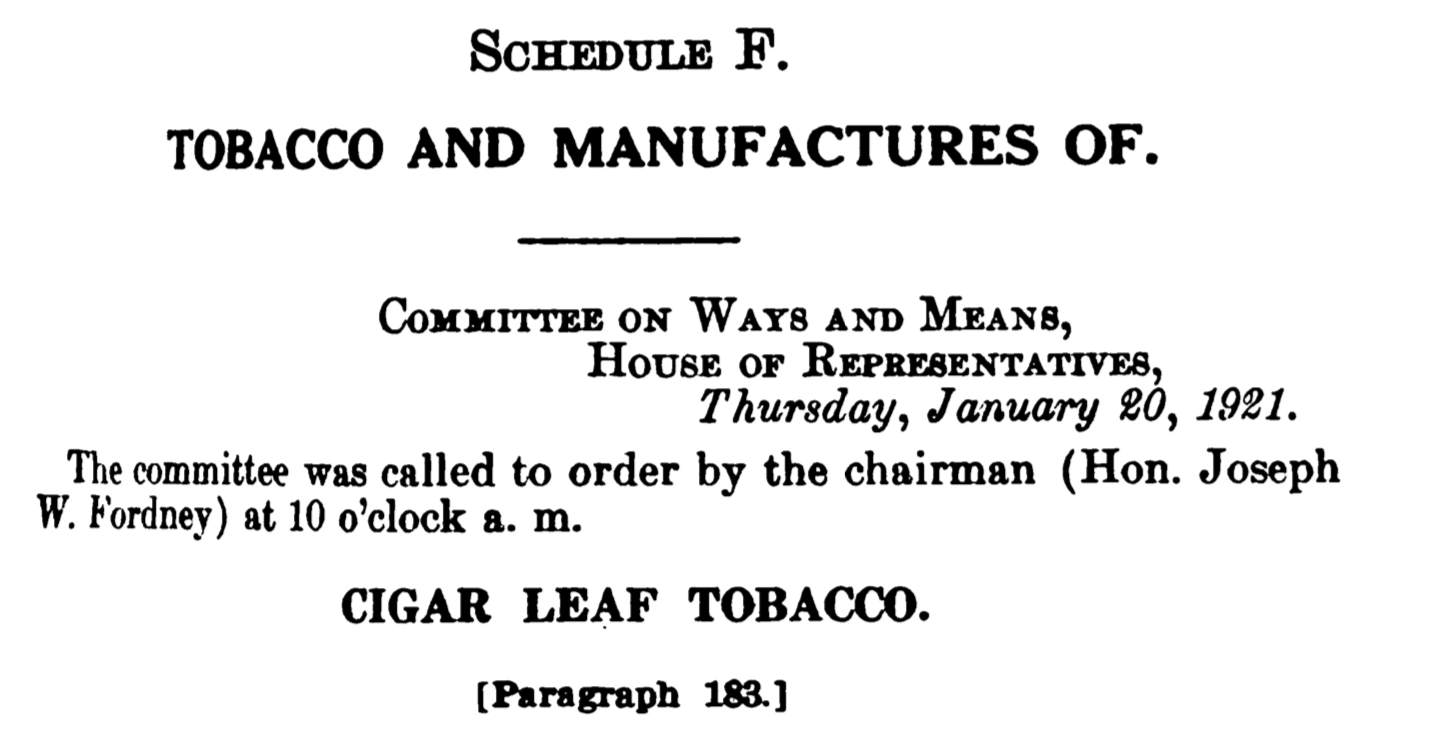 SCHEDULE F.
TOBACCO AND MANUFACTURES OF.
COMMITTEE ON WAYS AND MEANS,
HOUSE OF REPRESENTATIVES,
Thursday, January 20, 1921.
The committee was called to order by the chairman (Hon. Joseph
W. Fordney) at 10 o'clock a. m.
CIGAR LEAF TOBACCO.
[Paragraph 183.]